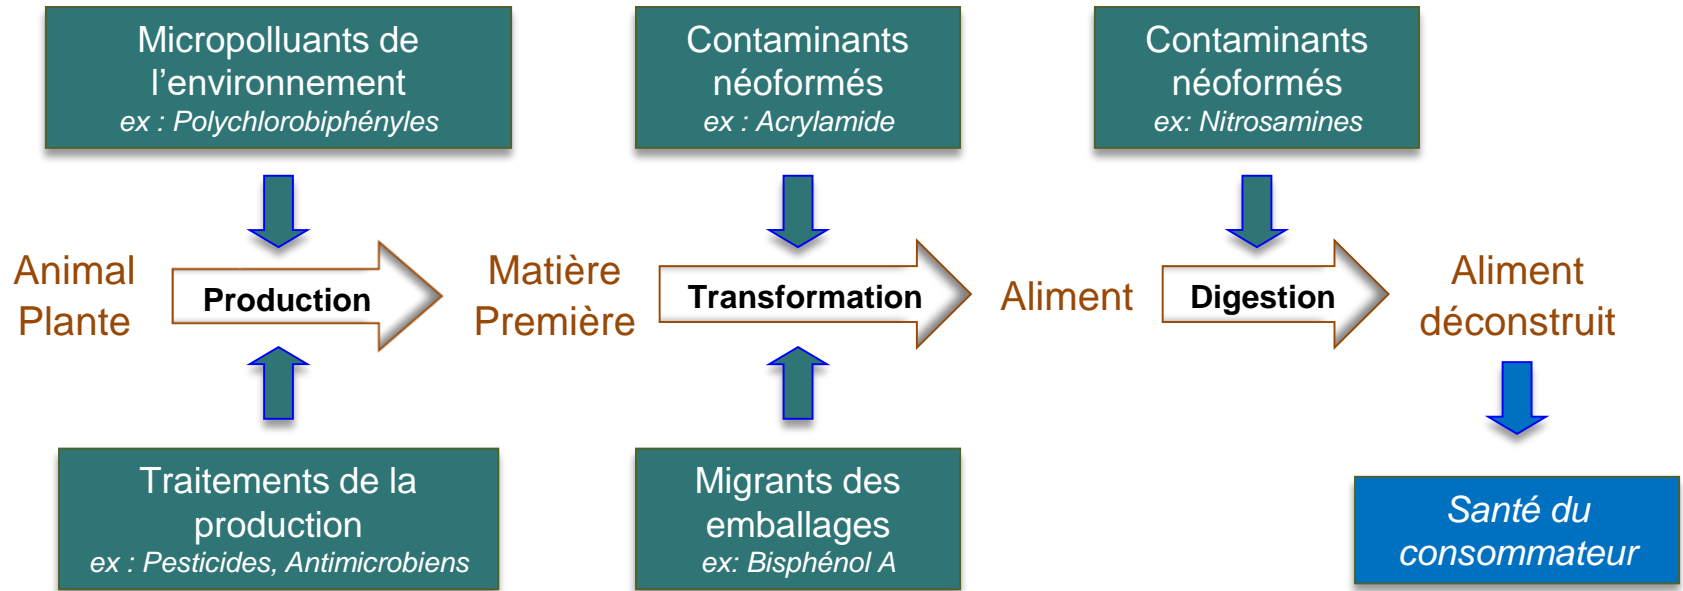 Micropolluants de
l’environnement
ex : Polychlorobiphényles
Contaminants
néoformés
ex : Acrylamide
Contaminants
néoformés
ex: Nitrosamines
Animal
Plante
Production
Matière
Première
Transformation
Aliment
Digestion
Aliment
déconstruit
Traitements de la
production
ex : Pesticides, Antimicrobiens
Migrants des
emballages
ex: Bisphénol A
Santé du
consommateur